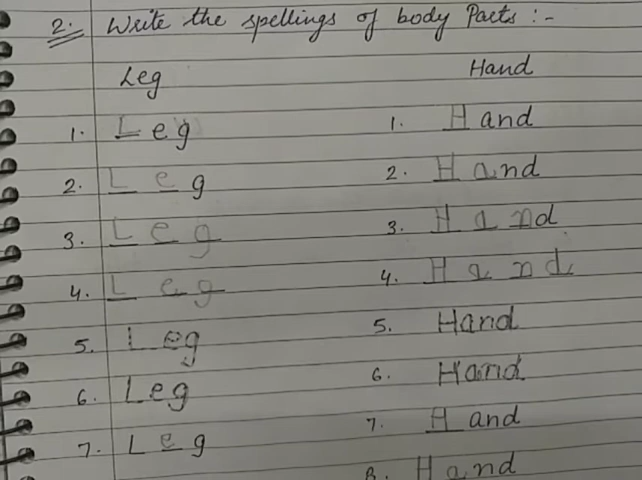 2. Write the spellings of body Parts :-
Leg Hand
1. Leg 1. Hand
2. Leg 2. Hand
3. Leg 3. Hand
4. Leg 4. Hand
5. Leg 5. Hand
6. Leg 6. Hand
7. Leg 7. Hand
8. Hand